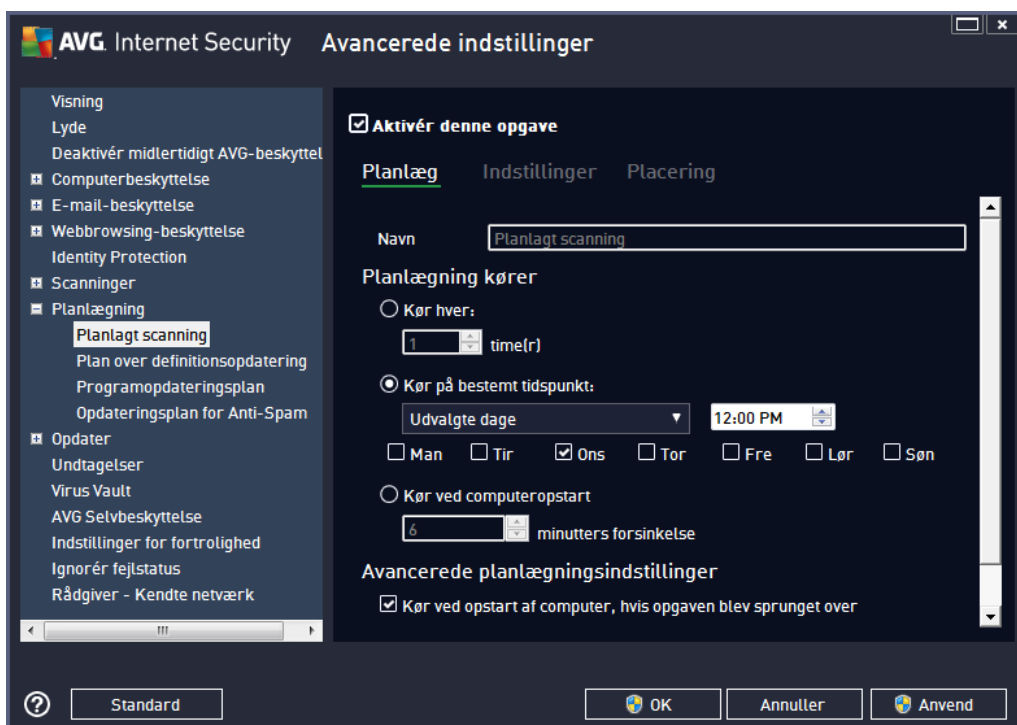 AVG. Internet Security Avancerede indstillinger
Visning
Lyde
Deaktivér midlertidigt AVG-beskyttel
Computerbeskyttelse
E-mail-beskyttelse
Webbrowsing-beskyttelse
Identity Protection
Scanninger
Planlægning
Planlagt scanning
Plan over definitionsopdatering
Programopdateringsplan
Opdateringsplan for Anti-Spam
Opdater
Undtagelser
Virus Vault
AVG Selvbeskyttelse
Indstillinger for fortrolighed
Ignorér fejlstatus
Rådgiver - Kendte netværk
Aktivér denne opgave
Planlæg Indstillinger Placering
Navn Planlagt scanning
Planlægning kører
Kør hver:
1 time(r)
Kør på bestemt tidspunkt:
Udvalgte dage 12:00 PM
Man Tir Ons Tor Fre Lør Søn
Kør ved computeropstart
6 minutters forsinkelse
Avancerede planlægningsindstillinger
Kør ved opstart af computer, hvis opgaven blev sprunget over
? Standard OK Annuller Anvend